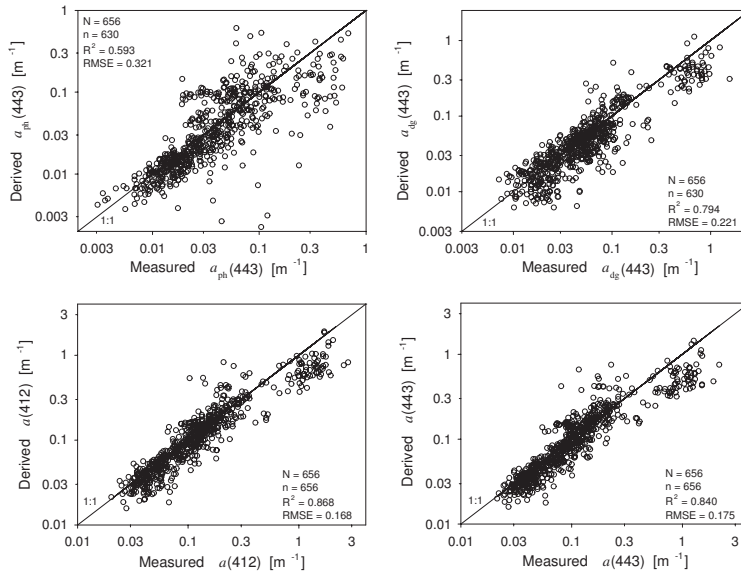 1
0.3
0.1
0.03
0.01
0.003
Derived a_ph(443) [m⁻¹]
N = 656
n = 630
R² = 0.593
RMSE = 0.321
1:1
0.003 0.01 0.03 0.1 0.3 1
Measured a_ph(443) [m⁻¹]
1
0.3
0.1
0.03
0.01
0.003
Derived a_dg(443) [m⁻¹]
N = 656
n = 630
R² = 0.794
RMSE = 0.221
1:1
0.003 0.01 0.03 0.1 0.3 1
Measured a_dg(443) [m⁻¹]
3
1
0.3
0.1
0.03
0.01
Derived a(412) [m⁻¹]
N = 656
n = 656
R² = 0.868
RMSE = 0.168
1:1
0.01 0.03 0.1 0.3 1 3
Measured a(412) [m⁻¹]
3
1
0.3
0.1
0.03
0.01
Derived a(443) [m⁻¹]
N = 656
n = 656
R² = 0.840
RMSE = 0.175
1:1
0.01 0.03 0.1 0.3 1 3
Measured a(443) [m⁻¹]